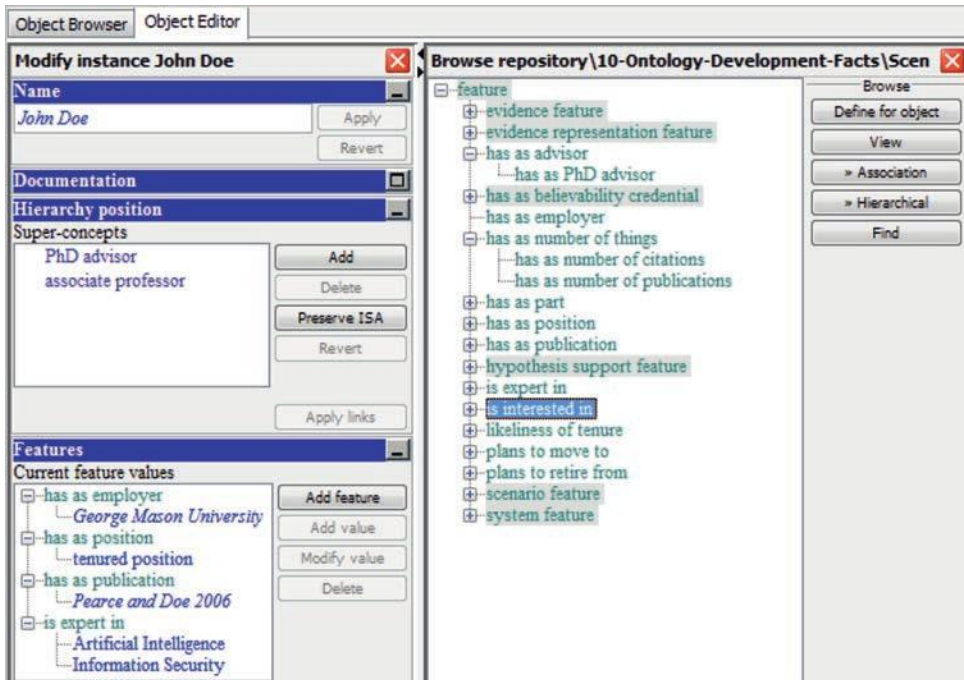 Object Browser
Object Editor
Modify instance John Doe
Name
John Doe
Apply
Revert
Documentation
Hierarchy position
Super-concepts
PhD advisor
associate professor
Add
Delete
Preserve ISA
Revert
Apply links
Features
Current feature values
has as employer
George Mason University
has as position
tenured position
has as publication
Pearce and Doe 2006
is expert in
Artificial Intelligence
Information Security
Add feature
Add value
Modify value
Delete
Browse repository\10-Ontology-Development-Facts\Scen
feature
evidence feature
evidence representation feature
has as advisor
has as PhD advisor
has as believability credential
has as employer
has as number of things
has as number of citations
has as number of publications
has as part
has as position
has as publication
hypothesis support feature
is expert in
is interested in
likeliness of tenure
plans to move to
plans to retire from
scenario feature
system feature
Browse
Define for object
View
» Association
» Hierarchical
Find